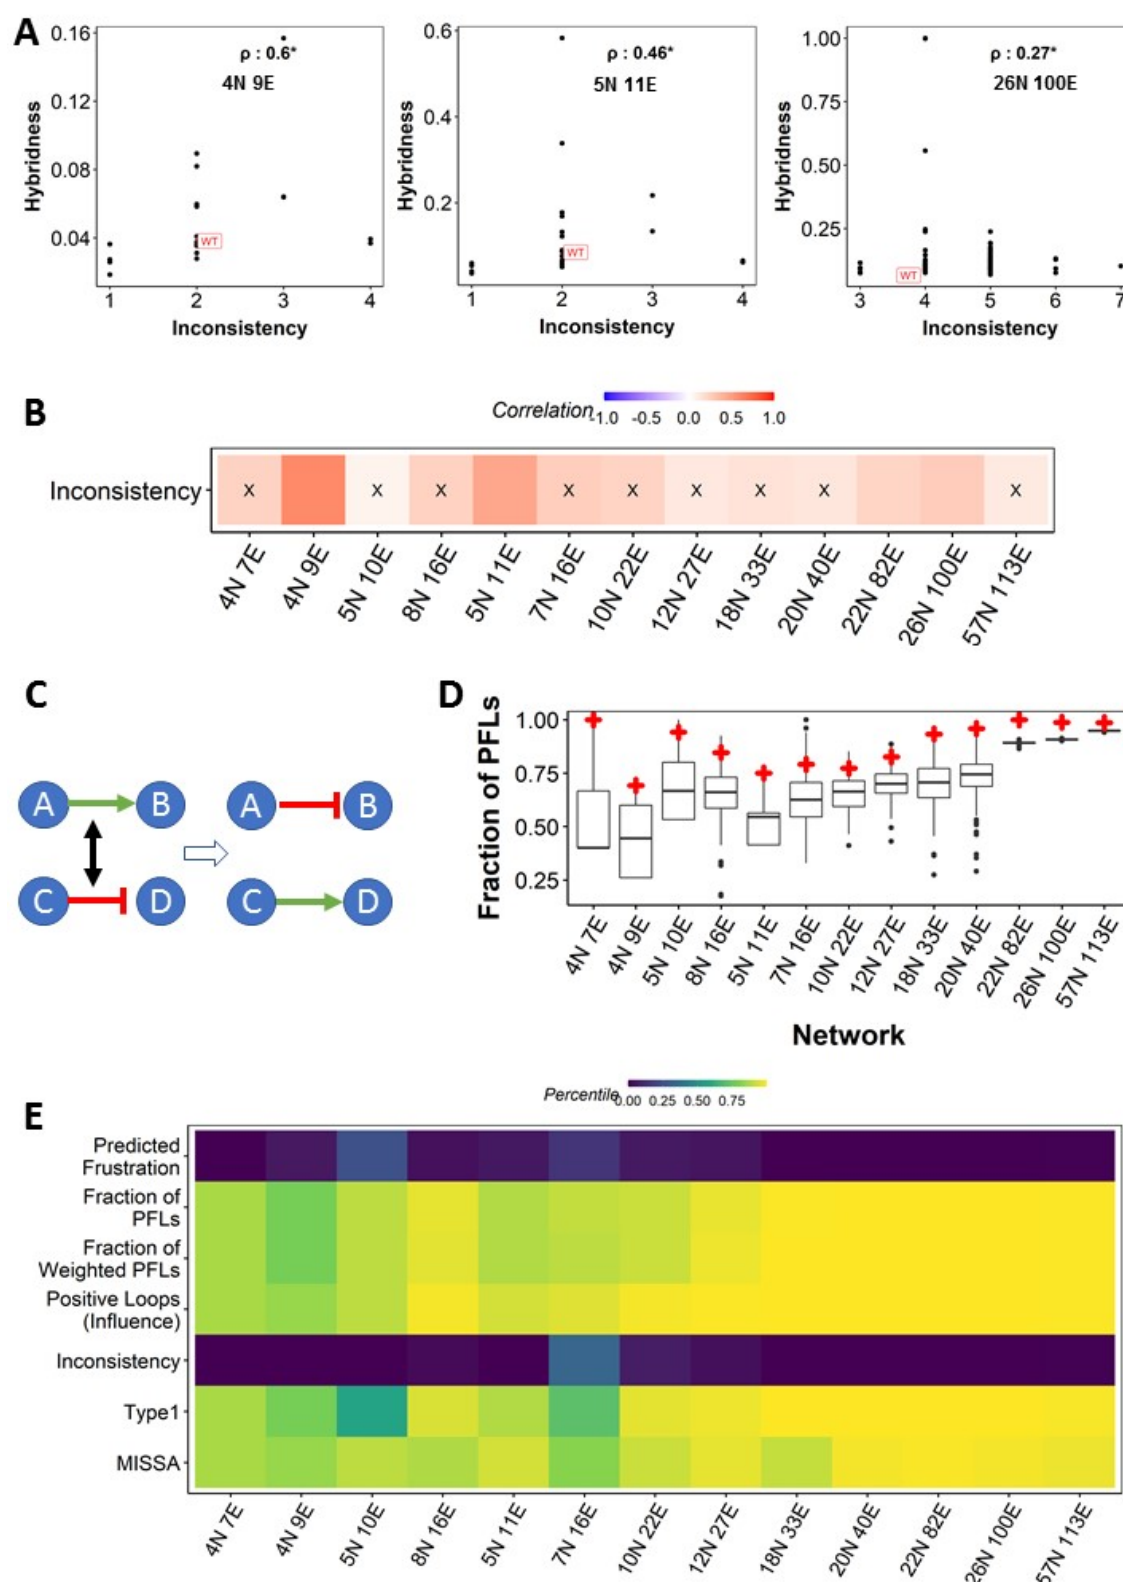 A
0.16
0.12
0.08
0.04
Hybridness
ρ : 0.6*
4N 9E
WT
1 2 3 4
Inconsistency
0.6
0.4
0.2
Hybridness
ρ : 0.46*
5N 11E
WT
1 2 3 4
Inconsistency
1.00
0.75
0.50
0.25
Hybridness
ρ : 0.27*
26N 100E
WT
3 4 5 6 7
Inconsistency
B
Correlation
-1.0 -0.5 0.0 0.5 1.0
Inconsistency
X X X X X X X X X
4N 7E
4N 9E
5N 10E
8N 16E
5N 11E
7N 16E
10N 22E
12N 27E
18N 33E
20N 40E
22N 82E
26N 100E
57N 113E
C
A B A B
C D C D
D
Fraction of PFLs
1.00
0.75
0.50
0.25
4N 7E
4N 9E
5N 10E
8N 16E
5N 11E
7N 16E
10N 22E
12N 27E
18N 33E
20N 40E
22N 82E
26N 100E
57N 113E
Network
E
Percentile
0.00 0.25 0.50 0.75
Predicted
Frustration
Fraction of
PFLs
Fraction of
Weighted PFLs
Positive Loops
(Influence)
Inconsistency
Type1
MISSA
4N 7E
4N 9E
5N 10E
8N 16E
5N 11E
7N 16E
10N 22E
12N 27E
18N 33E
20N 40E
22N 82E
26N 100E
57N 113E